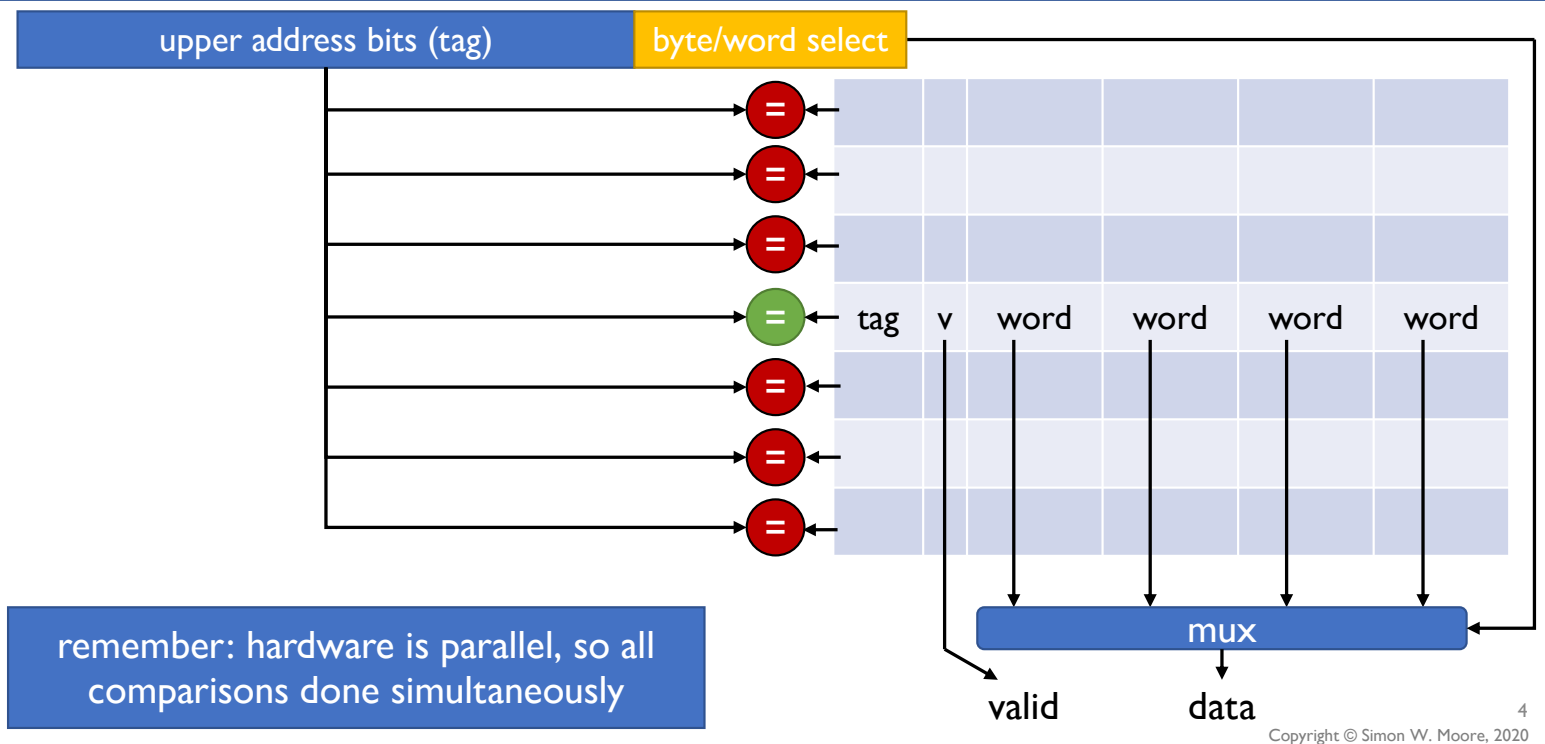 upper address bits (tag)
byte/word select
=
=
=
=
tag v word word word word
=
=
=
mux
remember: hardware is parallel, so all
comparisons done simultaneously
valid data
4
Copyright © Simon W. Moore, 2020